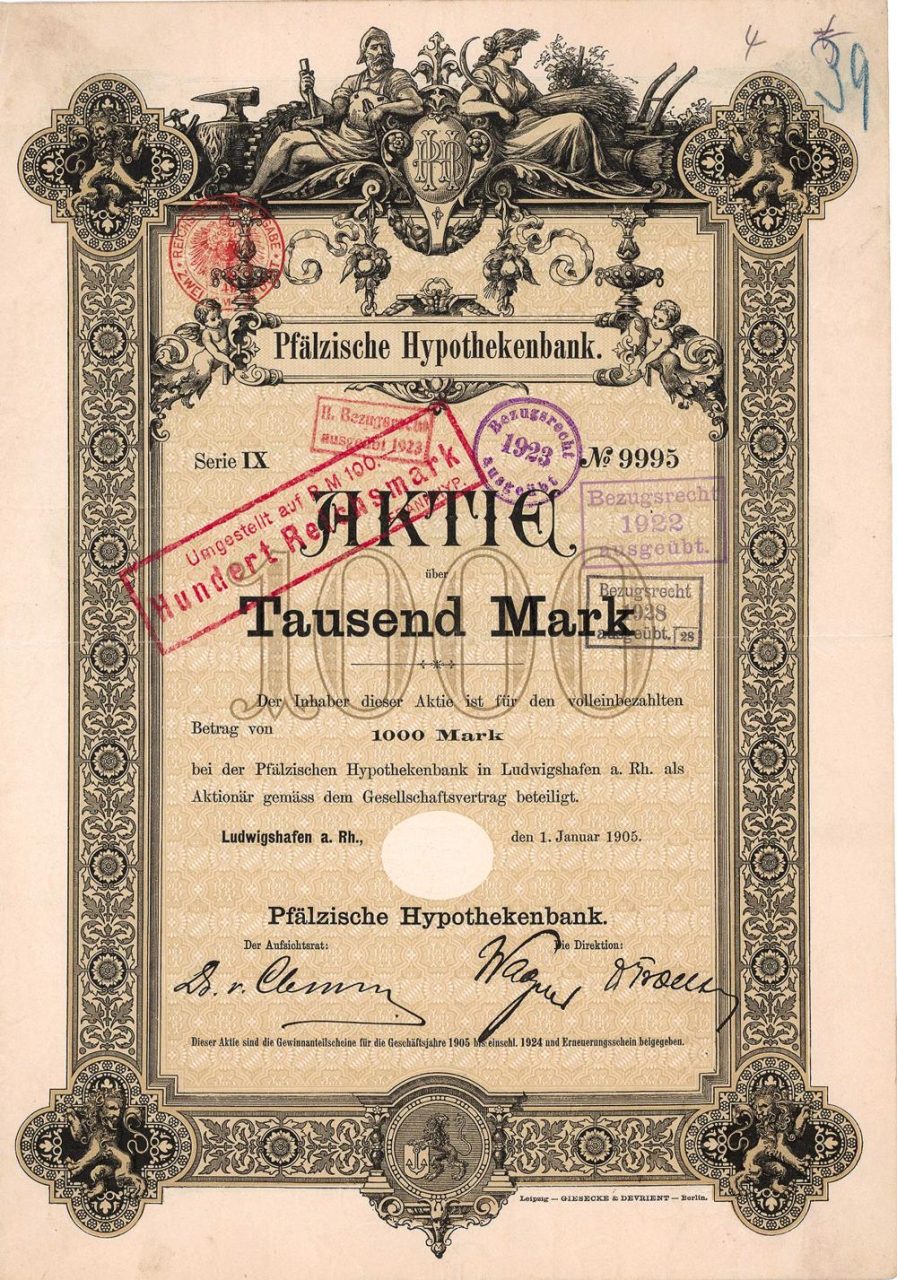 4
39
PHB
Pfälzische Hypothekenbank.
II. Bezugsrecht
ausgeübt 1923
Bezugsrecht
1923
ausgeübt
Serie IX
№ 9995
Umgestellt auf R.M 100.-
Hundert Reichsmark
Bezugsrecht
1922
ausgeübt.
AKTIE
über
1000
Tausend Mark
Bezugsrecht
1928
ausgeübt. 28
Der Inhaber dieser Aktie ist für den volleinbezahlten
Betrag von 1000 Mark
bei der Pfälzischen Hypothekenbank in Ludwigshafen a. Rh. als
Aktionär gemäss dem Gesellschaftsvertrag beteiligt.
Ludwigshafen a. Rh., den 1. Januar 1905.
Pfälzische Hypothekenbank.
Der Aufsichtsrat: Die Direktion:
Dr. v. Clemm Wagner
Dieser Aktie sind die Gewinnanteilscheine für die Geschäftsjahre 1905 bis einschl. 1924 und Erneuerungsschein beigegeben.
Leipzig — GIESECKE & DEVRIENT — Berlin.